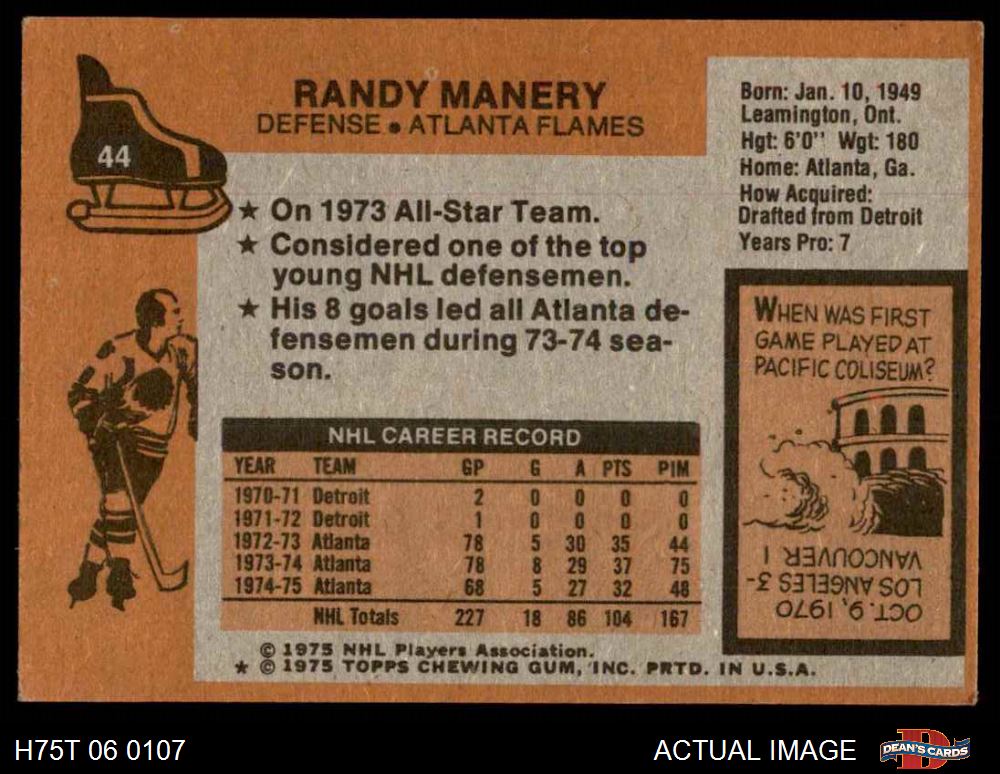 44
RANDY MANERY
DEFENSE • ATLANTA FLAMES
Born: Jan. 10, 1949
Leamington, Ont.
Hgt: 6'0'' Wgt: 180
Home: Atlanta, Ga.
How Acquired:
Drafted from Detroit
Years Pro: 7
★ On 1973 All-Star Team.
★ Considered one of the top
young NHL defensemen.
★ His 8 goals led all Atlanta de-
fensemen during 73-74 sea-
son.
WHEN WAS FIRST
GAME PLAYED AT
PACIFIC COLISEUM?
OCT. 9, 1970
LOS ANGELES 3-
VANCOUVER 1
NHL CAREER RECORD
YEAR TEAM GP G A PTS PIM
1970-71 Detroit 2 0 0 0 0
1971-72 Detroit 1 0 0 0 0
1972-73 Atlanta 78 5 30 35 44
1973-74 Atlanta 78 8 29 37 75
1974-75 Atlanta 68 5 27 32 48
NHL Totals 227 18 86 104 167
© 1975 NHL Players Association.
★ © 1975 TOPPS CHEWING GUM, INC. PRTD. IN U.S.A.
H75T 06 0107
ACTUAL IMAGE
D
DEAN'S CARDS